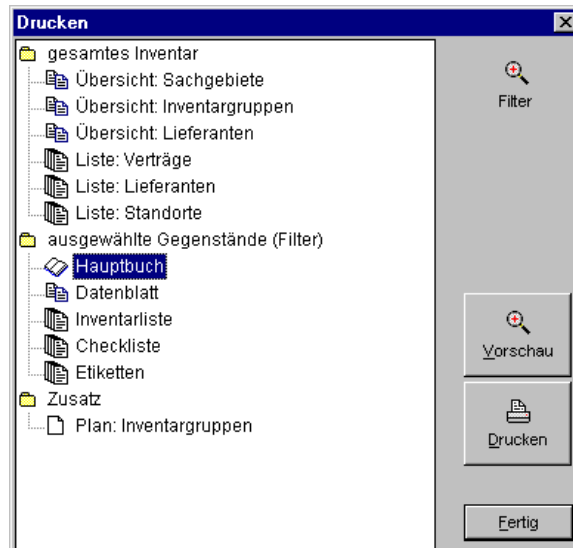 Drucken
gesamtes Inventar
Übersicht: Sachgebiete
Übersicht: Inventargruppen
Übersicht: Lieferanten
Liste: Verträge
Liste: Lieferanten
Liste: Standorte
ausgewählte Gegenstände (Filter)
Hauptbuch
Datenblatt
Inventarliste
Checkliste
Etiketten
Zusatz
Plan: Inventargruppen
Filter
Vorschau
Drucken
Fertig